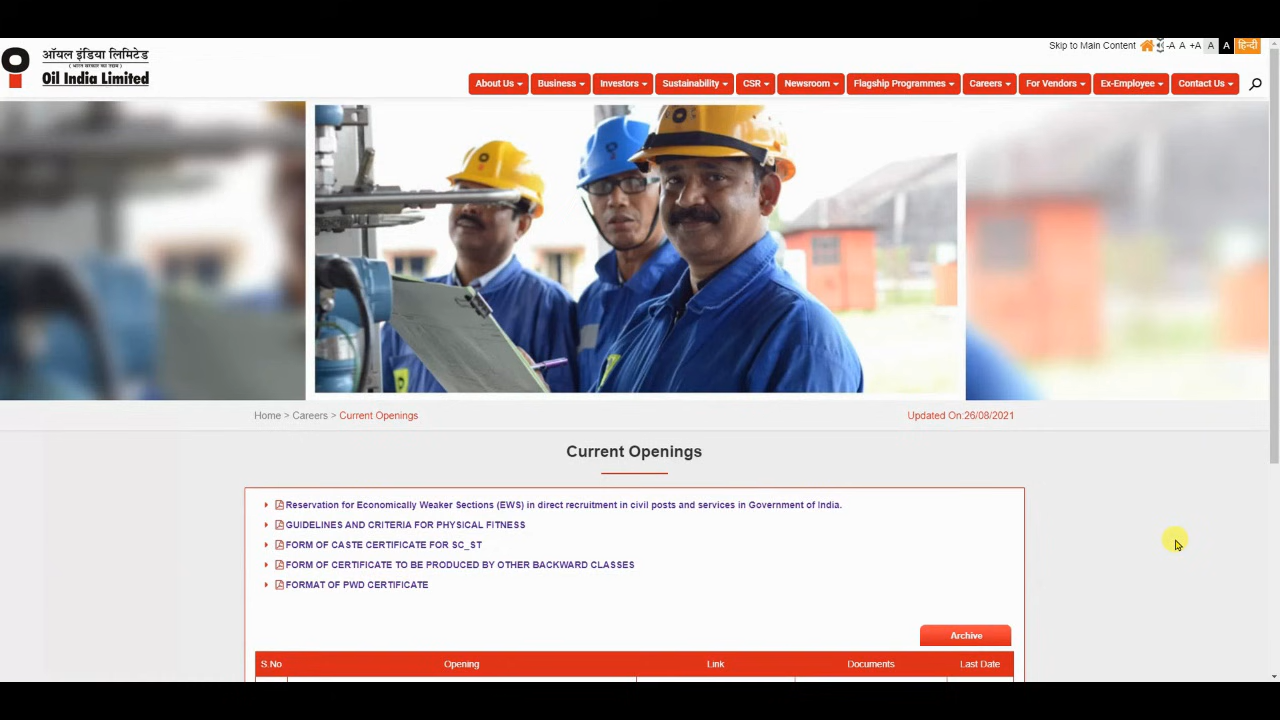 ऑयल इंडिया लिमिटेड
( भारत सरकार का उद्यम )
Oil India Limited
Skip to Main Content -A A +A A A हिन्दी
About Us Business Investors Sustainability CSR Newsroom Flagship Programmes Careers For Vendors Ex-Employee Contact Us
Home > Careers > Current Openings
Updated On:26/08/2021
Current Openings
Reservation for Economically Weaker Sections (EWS) in direct recruitment in civil posts and services in Government of India.
GUIDELINES AND CRITERIA FOR PHYSICAL FITNESS
FORM OF CASTE CERTIFICATE FOR SC_ST
FORM OF CERTIFICATE TO BE PRODUCED BY OTHER BACKWARD CLASSES
FORMAT OF PWD CERTIFICATE
Archive
S.No Opening Link Documents Last Date